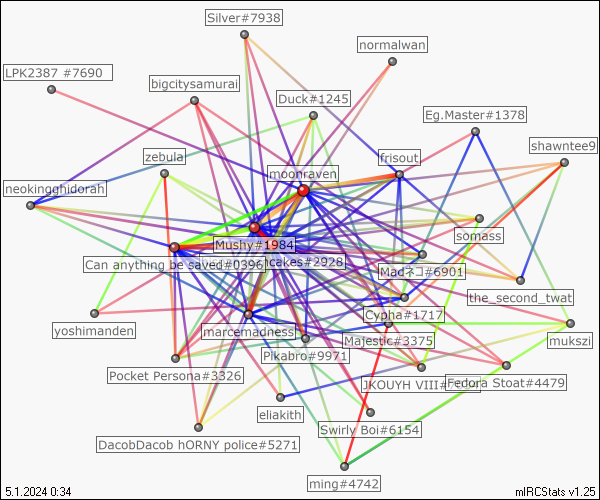 Silver#7938
normalwan
LPK2387 #7690
bigcitysamurai
Duck#1245
Eg.Master#1378
shawntee9
zebula
frisout
moonraven
neokingghidorah
somass
Mushy#1984
Can anything be saved#0396
cakes#2928
Madネコ#6901
the_second_twat
Cypha#1717
yoshimanden
marcemadness
Majestic#3375
mukszi
Pikabro#9971
Pocket Persona#3326
JKOUYH VIII#
Fedora Stoat#4479
eliakith
Swirly Boi#6154
DacobDacob hORNY police#5271
ming#4742
5.1.2024 0:34
mIRCStats v1.25